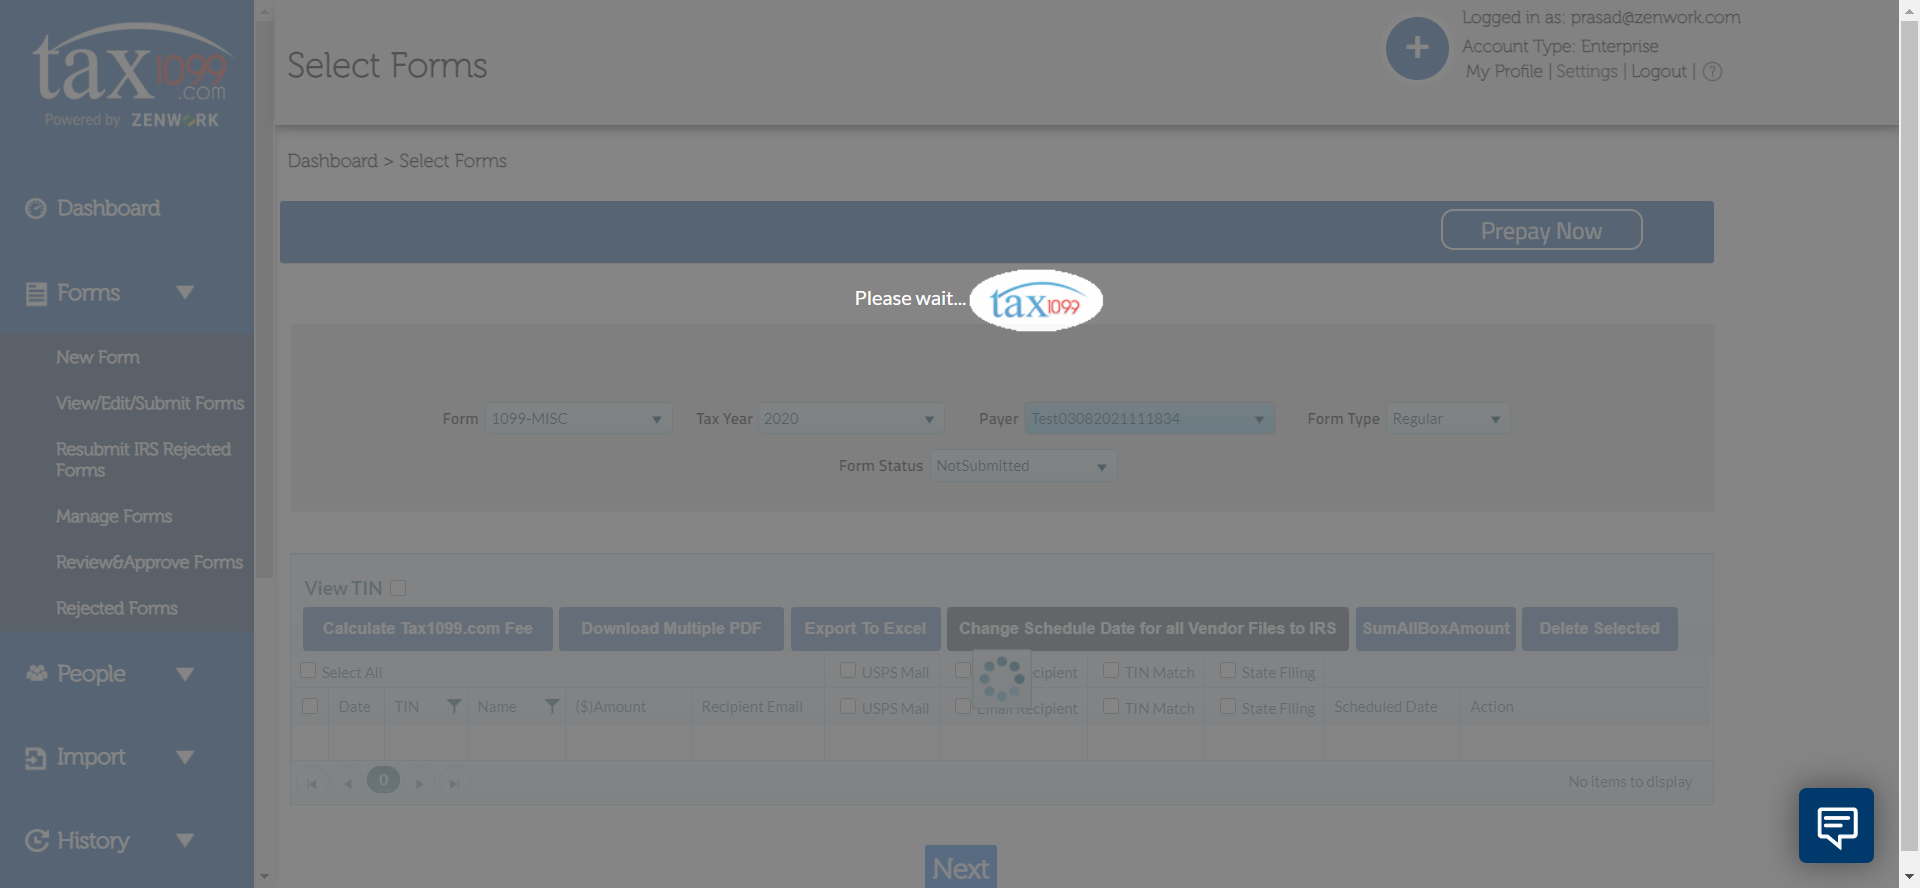 tax1099
.com
Powered by ZENWORK
Dashboard
Forms
New Form
View/Edit/Submit Forms
Resubmit IRS Rejected
Forms
Manage Forms
Review&Approve Forms
Rejected Forms
People
Import
History
Select Forms
+
Logged in as: prasad@zenwork.com
Account Type: Enterprise
My Profile | Settings | Logout | ?
Dashboard > Select Forms
Prepay Now
Please wait... tax1099
Form 1099-MISC Tax Year 2020 Payer Test03082021111834 Form Type Regular
Form Status NotSubmitted
View TIN
Calculate Tax1099.com Fee Download Multiple PDF Export To Excel Change Schedule Date for all Vendor Files to IRS SumAllBoxAmount Delete Selected
Select All USPS Mail cipient TIN Match State Filing
Date TIN Name ($)Amount Recipient Email USPS Mail Email Recipient TIN Match State Filing Scheduled Date Action
0 No items to display
Next